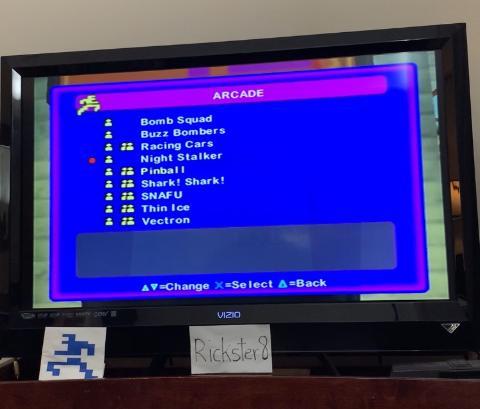 ARCADE
Bomb Squad
Buzz Bombers
Racing Cars
Night Stalker
Pinball
Shark! Shark!
SNAFU
Thin Ice
Vectron
▲▼=Change X=Select ▲=Back
VIZIO
Rickster8